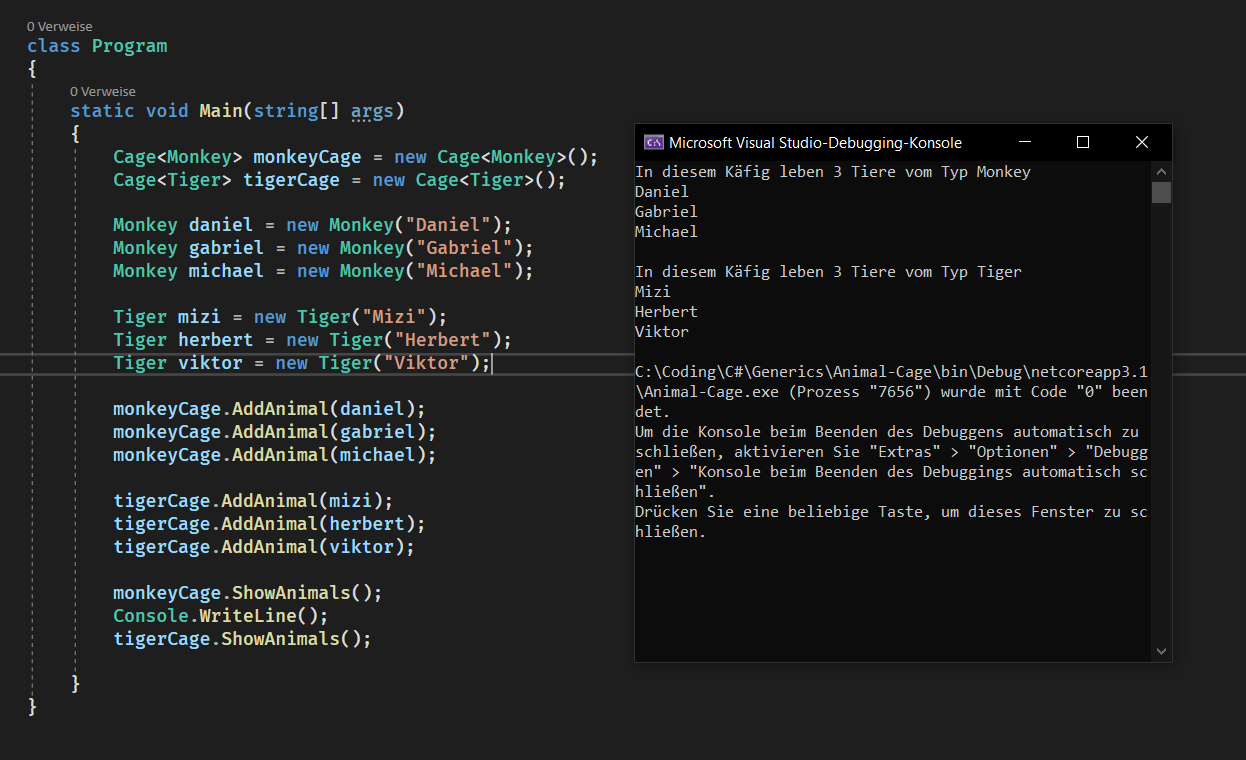 0 Verweise
class Program
{
0 Verweise
static void Main(string[] args)
{
Cage<Monkey> monkeyCage = new Cage<Monkey>();
Cage<Tiger> tigerCage = new Cage<Tiger>();
Monkey daniel = new Monkey("Daniel");
Monkey gabriel = new Monkey("Gabriel");
Monkey michael = new Monkey("Michael");
Tiger mizi = new Tiger("Mizi");
Tiger herbert = new Tiger("Herbert");
Tiger viktor = new Tiger("Viktor");
monkeyCage.AddAnimal(daniel);
monkeyCage.AddAnimal(gabriel);
monkeyCage.AddAnimal(michael);
tigerCage.AddAnimal(mizi);
tigerCage.AddAnimal(herbert);
tigerCage.AddAnimal(viktor);
monkeyCage.ShowAnimals();
Console.WriteLine();
tigerCage.ShowAnimals();
}
}
C:\ Microsoft Visual Studio-Debugging-Konsole
In diesem Käfig leben 3 Tiere vom Typ Monkey
Daniel
Gabriel
Michael
In diesem Käfig leben 3 Tiere vom Typ Tiger
Mizi
Herbert
Viktor
C:\Coding\C#\Generics\Animal-Cage\bin\Debug\netcoreapp3.1
\Animal-Cage.exe (Prozess "7656") wurde mit Code "0" been
det.
Um die Konsole beim Beenden des Debuggens automatisch zu
schließen, aktivieren Sie "Extras" > "Optionen" > "Debugg
en" > "Konsole beim Beenden des Debuggings automatisch sc
hließen".
Drücken Sie eine beliebige Taste, um dieses Fenster zu sc
hließen.